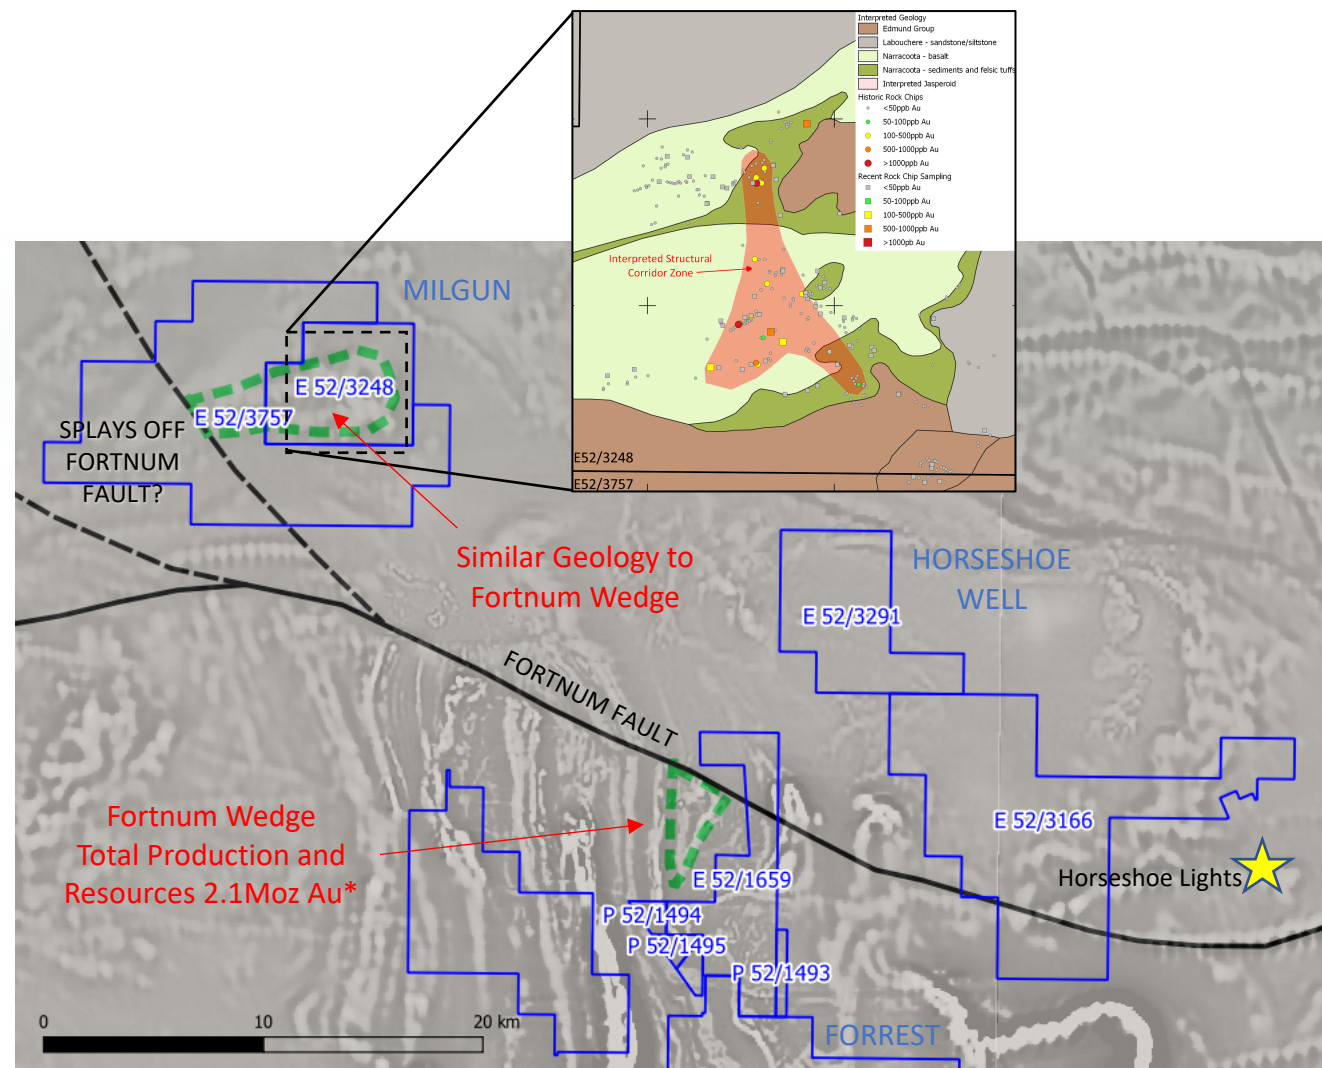 Interpreted Geology
Edmund Group
Labouchere - sandstone/siltstone
Narracoota - basalt
Narracoota - sediments and felsic tuffs
Interpreted Jasperoid
Historic Rock Chips
<50ppb Au
50-100ppb Au
100-500ppb Au
500-1000ppb Au
>1000ppb Au
Recent Rock Chip Sampling
<50ppb Au
50-100ppb Au
100-500ppb Au
500-1000ppb Au
>1000pb Au
Interpreted Structural
Corridor Zone
E52/3248
E52/3757
MILGUN
E 52/3248
E 52/3757
SPLAYS OFF
FORTNUM
FAULT?
Similar Geology to
Fortnum Wedge
HORSESHOE
WELL
E 52/3291
FORTNUM FAULT
Fortnum Wedge
Total Production and
Resources 2.1Moz Au*
E 52/3166
Horseshoe Lights
E 52/1659
P 52/1494
P 52/1495
P 52/1493
FORREST
0 10 20 km